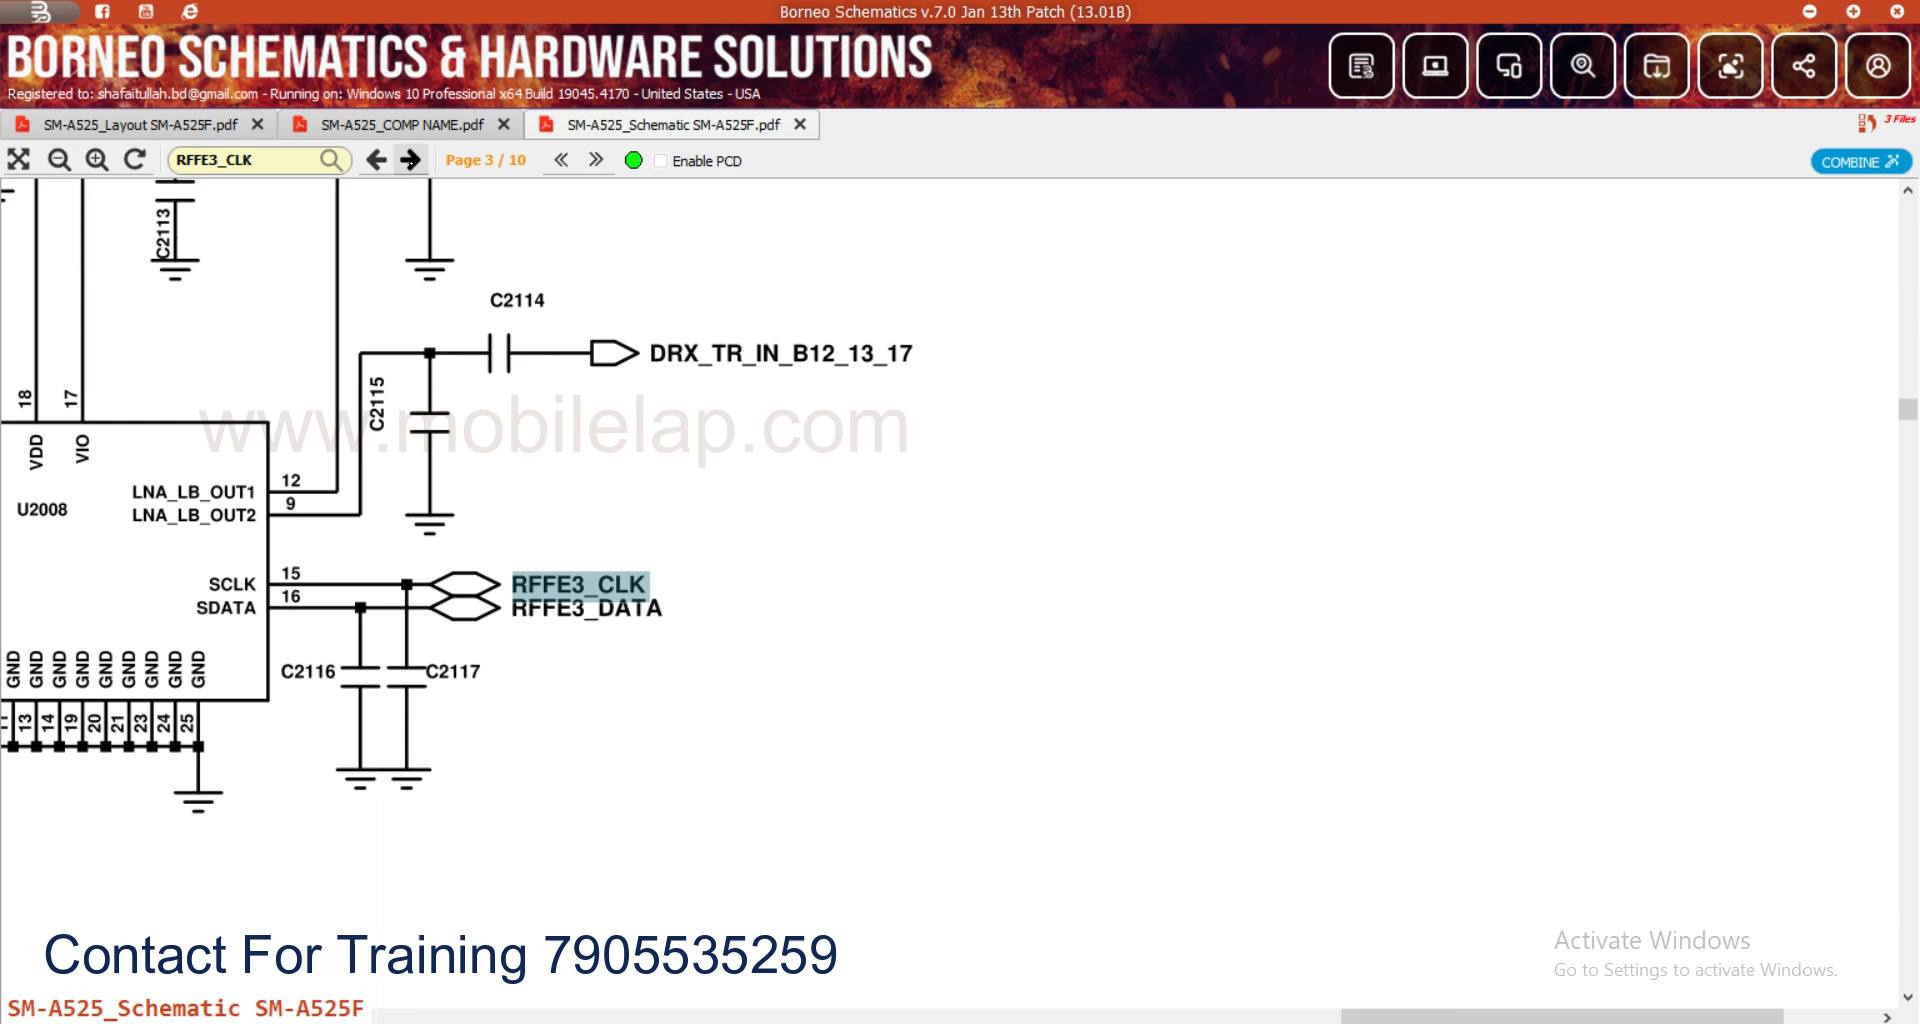 Borneo Schematics v.7.0 Jan 13th Patch (13.01B)
BORNEO SCHEMATICS & HARDWARE SOLUTIONS
Registered to: shafaitullah.bd@gmail.com - Running on: Windows 10 Professional x64 Build 19045.4170 - United States - USA
SM-A525_Layout SM-A525F.pdf
SM-A525_COMP NAME.pdf
SM-A525_Schematic SM-A525F.pdf
3 Files
RFFE3_CLK
Page 3 / 10
Enable PCD
COMBINE
C2113
C2114
DRX_TR_IN_B12_13_17
C2115
18
17
www.mobilelap.com
VDD
VIO
U2008
LNA_LB_OUT1
12
LNA_LB_OUT2
9
SCLK
15
RFFE3_CLK
SDATA
16
RFFE3_DATA
C2116
C2117
GND GND GND GND GND GND GND GND GND
13 14 19 20 21 23 24 25
Contact For Training 7905535259
Activate Windows
Go to Settings to activate Windows.
SM-A525_Schematic SM-A525F